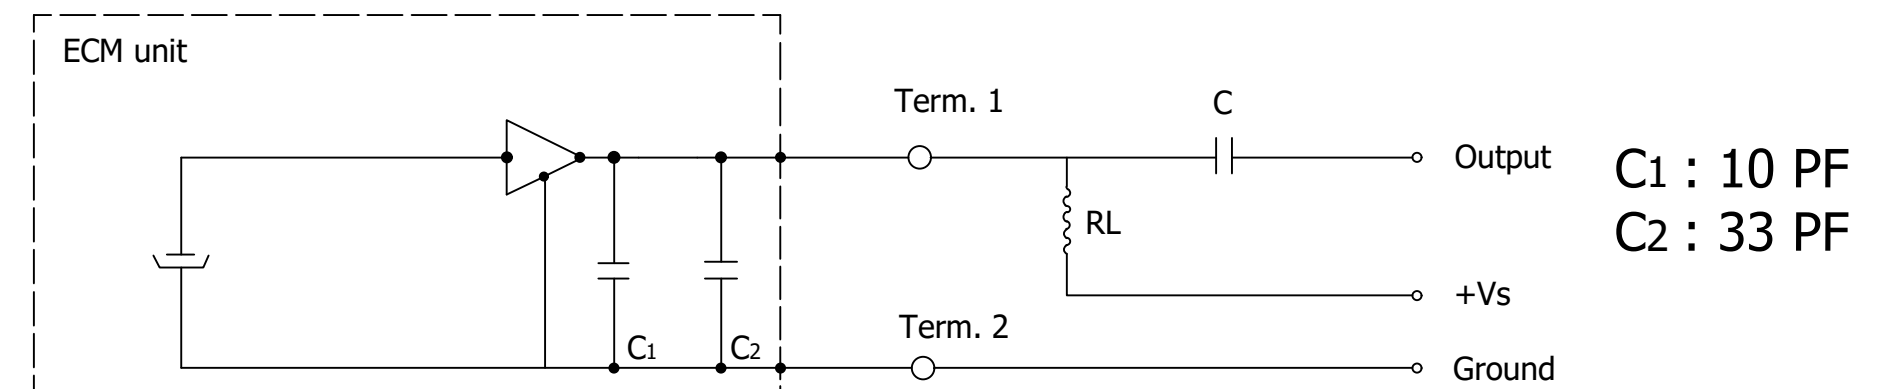 ECM unit
Term. 1
C
Output
C1 : 10 PF
RL
C2 : 33 PF
+Vs
Term. 2
C1
C2
Ground